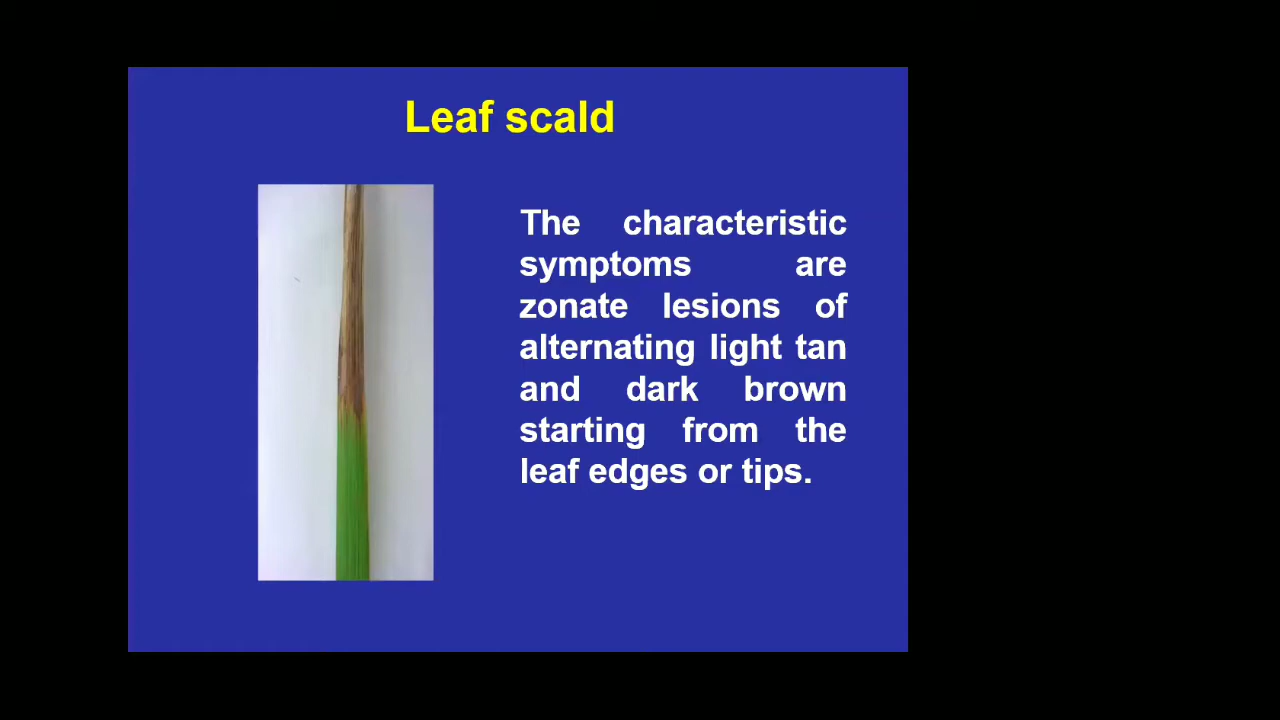 Leaf scald
The characteristic
symptoms are
zonate lesions of
alternating light tan
and dark brown
starting from the
leaf edges or tips.